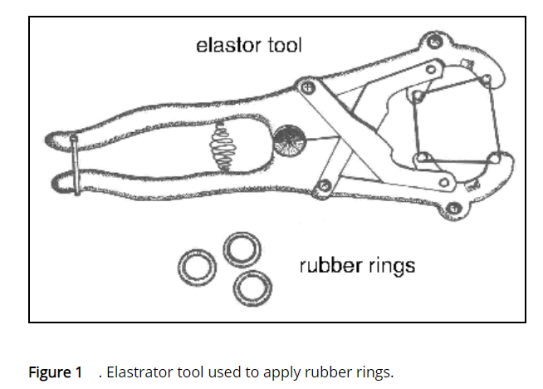 elastor tool
rubber rings
Figure 1 . Elastrator tool used to apply rubber rings.